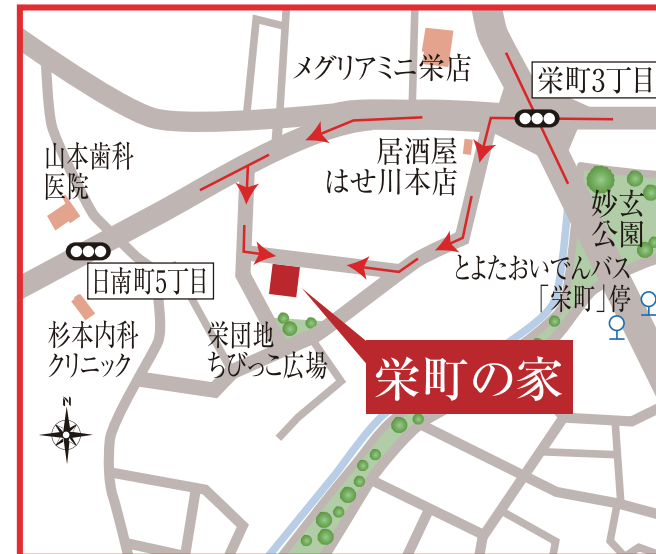 メグリアミニ栄店
栄町3丁目
居酒屋
はせ川本店
山本歯科
医院
妙玄
公園
とよたおいでんバス
「栄町」停
日南町5丁目
杉本内科
クリニック
栄団地
ちびっこ広場
栄町の家
N